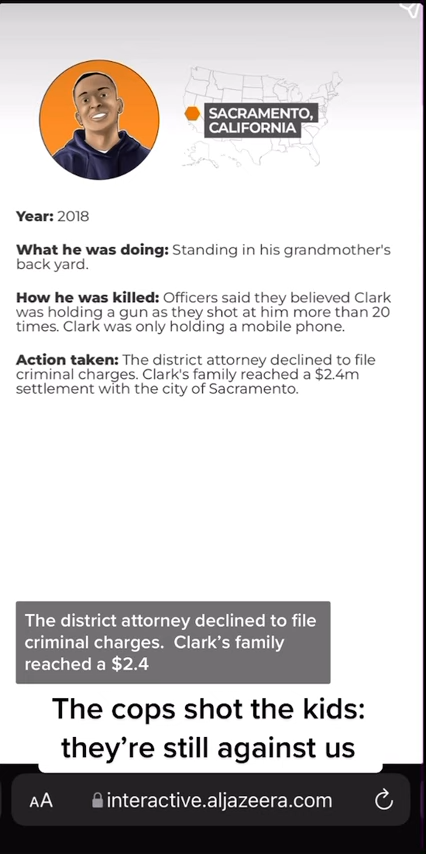 SACRAMENTO,
CALIFORNIA
Year: 2018
What he was doing: Standing in his grandmother's
back yard.
How he was killed: Officers said they believed Clark
was holding a gun as they shot at him more than 20
times. Clark was only holding a mobile phone.
Action taken: The district attorney declined to file
criminal charges. Clark's family reached a $2.4m
settlement with the city of Sacramento.
The district attorney declined to file
criminal charges.  Clark's family
reached a $2.4
The cops shot the kids:
they're still against us
AA interactive.aljazeera.com